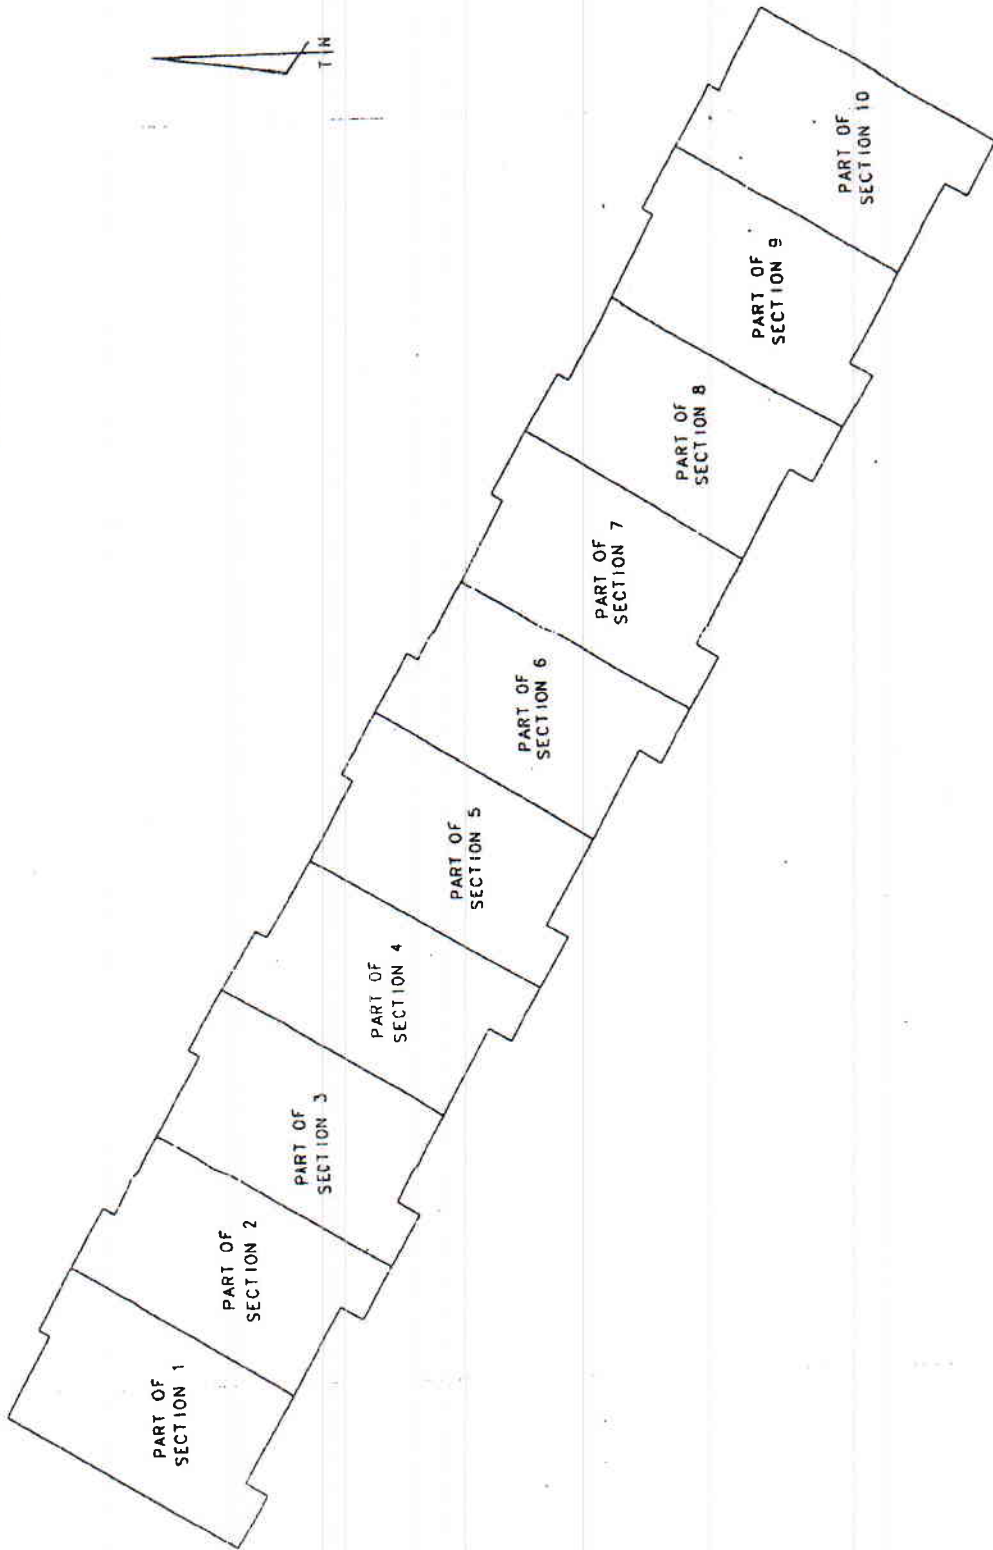 T N
PART OF
SECTION 10
PART OF
SECTION 9
PART OF
SECTION 8
PART OF
SECTION 7
PART OF
SECTION 6
PART OF
SECTION 5
PART OF
SECTION 4
PART OF
SECTION 3
PART OF
SECTION 2
PART OF
SECTION 1